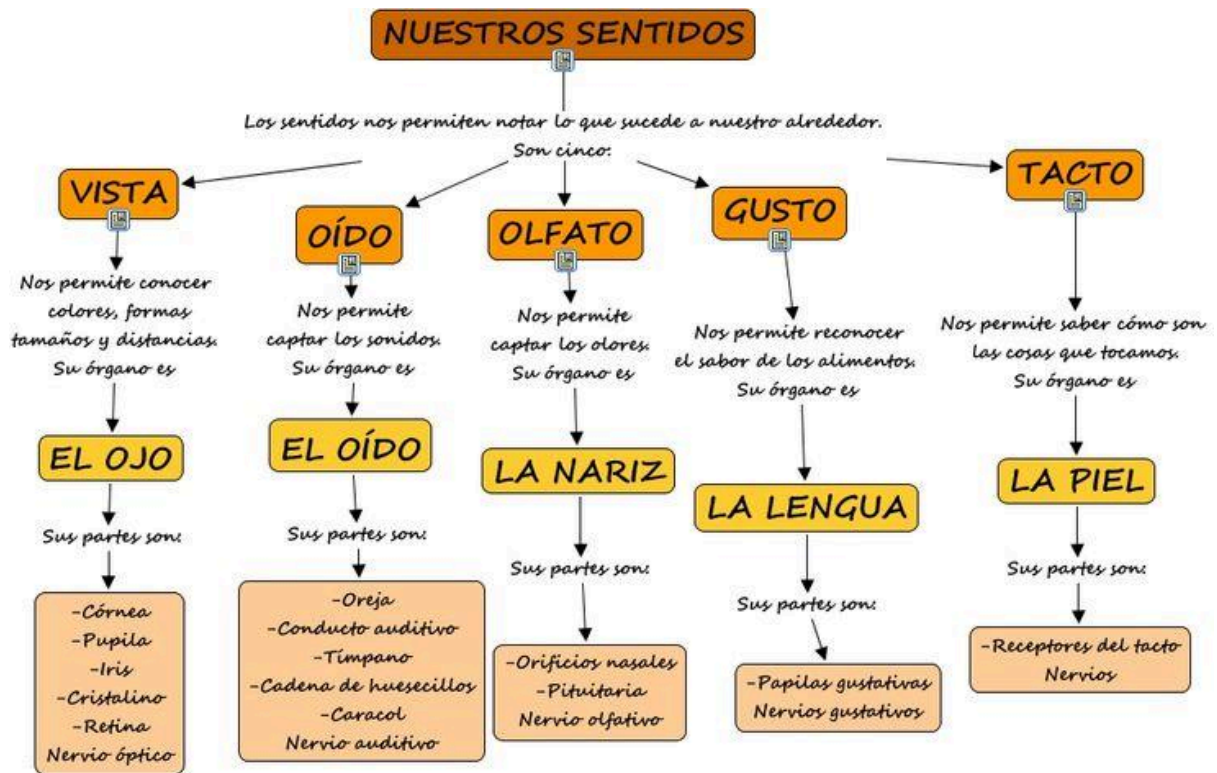 NUESTROS SENTIDOS
Los sentidos nos permiten notar lo que sucede a nuestro alrededor.
Son cinco:
VISTA
Nos permite conocer
colores, formas
tamaños y distancias.
Su órgano es
EL OJO
Sus partes son:
-Córnea
-Pupila
-Iris
-Cristalino
-Retina
Nervio óptico
OÍDO
Nos permite
captar los sonidos.
Su órgano es
EL OÍDO
Sus partes son:
-Oreja
-Conducto auditivo
-Tímpano
-Cadena de huesecillos
-Caracol
Nervio auditivo
OLFATO
Nos permite
captar los olores.
Su órgano es
LA NARIZ
Sus partes son:
-Orificios nasales
-Pituitaria
Nervio olfativo
GUSTO
Nos permite reconocer
el sabor de los alimentos.
Su órgano es
LA LENGUA
Sus partes son:
-Papilas gustativas
Nervios gustativos
TACTO
Nos permite saber cómo son
las cosas que tocamos.
Su órgano es
LA PIEL
Sus partes son:
-Receptores del tacto
Nervios